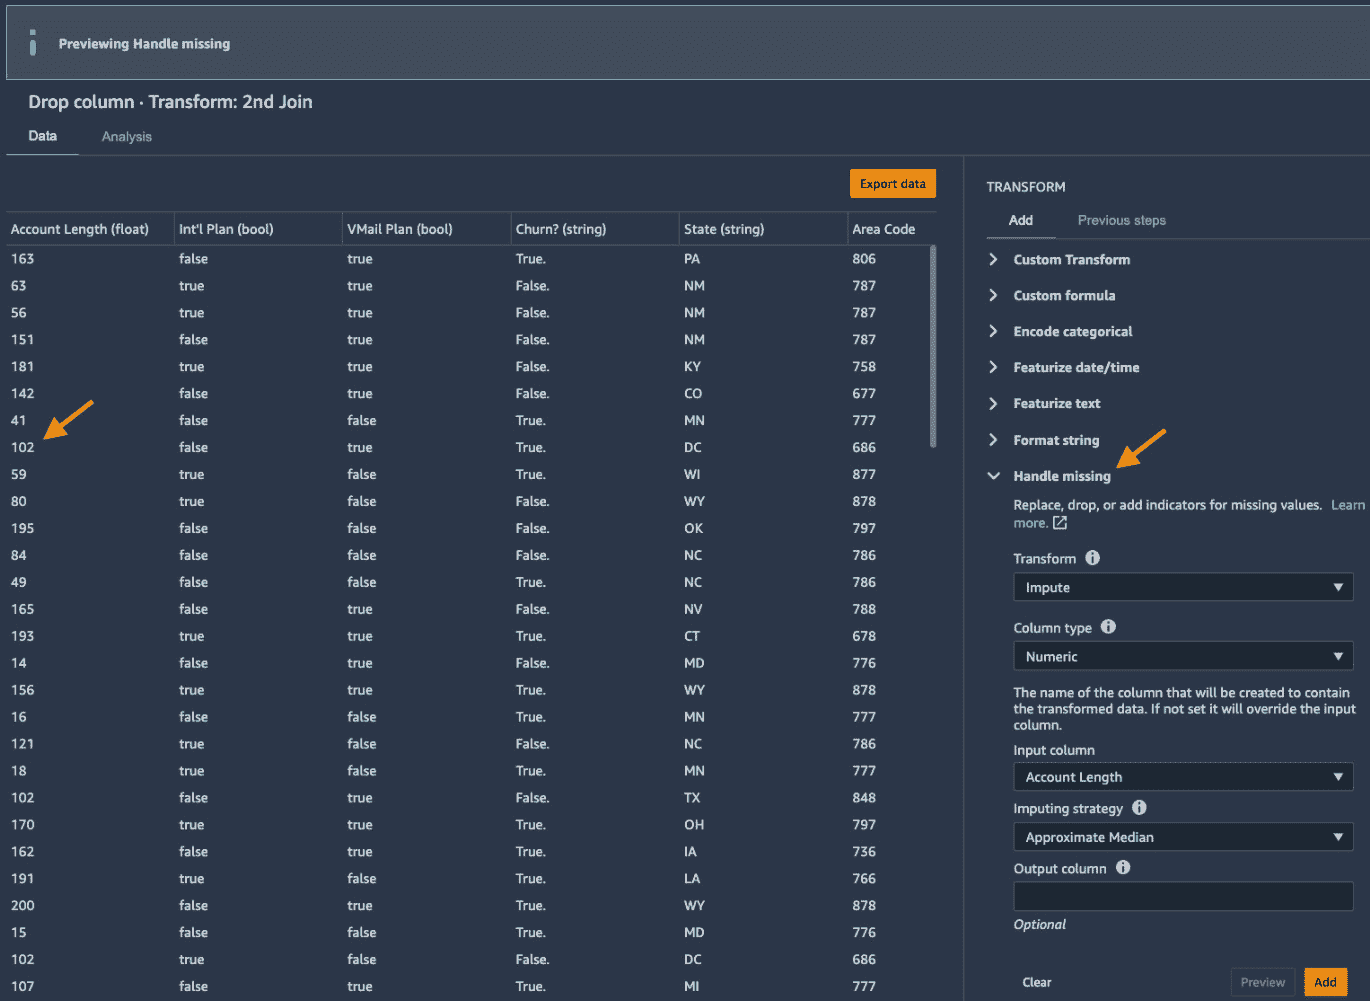 Previewing Handle missing
Drop column · Transform: 2nd Join
Data Analysis
Export data
Account Length (float) Int'l Plan (bool) VMail Plan (bool) Churn? (string) State (string) Area Code
163 false true True. PA 806
63 true true False. NM 787
56 true true False. NM 787
151 false true False. NM 787
181 true true False. KY 758
142 false true False. CO 677
41 false false True. MN 777
102 false true True. DC 686
59 true false True. WI 877
80 true false False. WY 878
195 false false False. OK 797
84 false false False. NC 786
49 false false True. NC 786
165 false true False. NV 788
193 true true True. CT 678
14 false true False. MD 776
156 true true True. WY 878
16 false true True. MN 777
121 true false False. NC 786
18 true false True. MN 777
102 false true False. TX 848
170 true true True. OH 797
162 false true True. IA 736
191 true false True. LA 766
200 false true True. WY 878
15 false false True. MD 776
102 true false False. DC 686
107 false false True. MI 777
TRANSFORM
Add Previous steps
Custom Transform
Custom formula
Encode categorical
Featurize date/time
Featurize text
Format string
Handle missing
Replace, drop, or add indicators for missing values. Learn
more.
Transform
Impute
Column type
Numeric
The name of the column that will be created to contain
the transformed data. If not set it will override the input
column.
Input column
Account Length
Imputing strategy
Approximate Median
Output column
Optional
Clear Preview Add